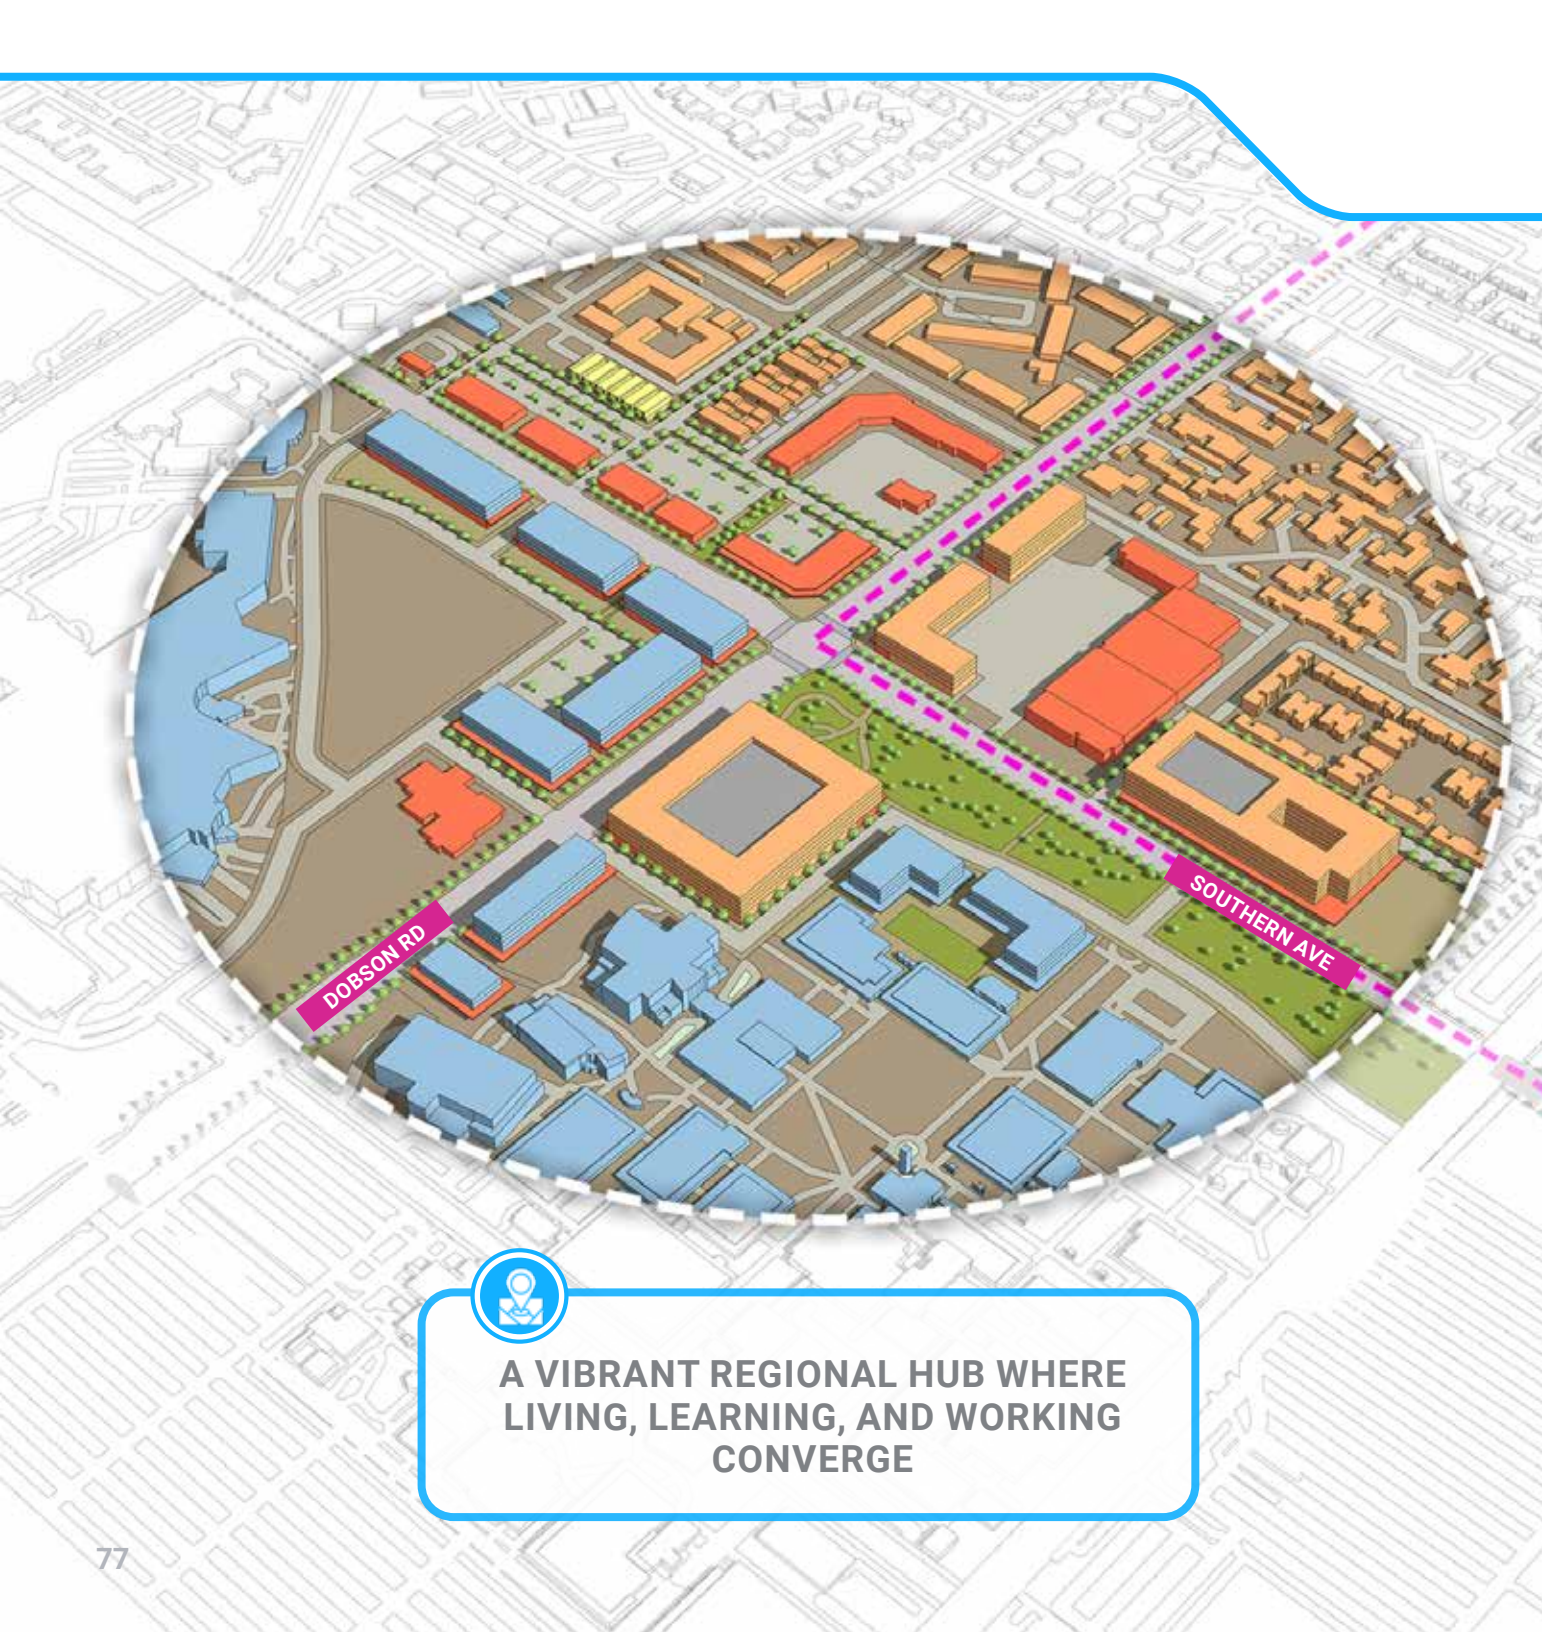 SOUTHERN AVE
DOBSON RD
A VIBRANT REGIONAL HUB WHERE
LIVING, LEARNING, AND WORKING
CONVERGE
77